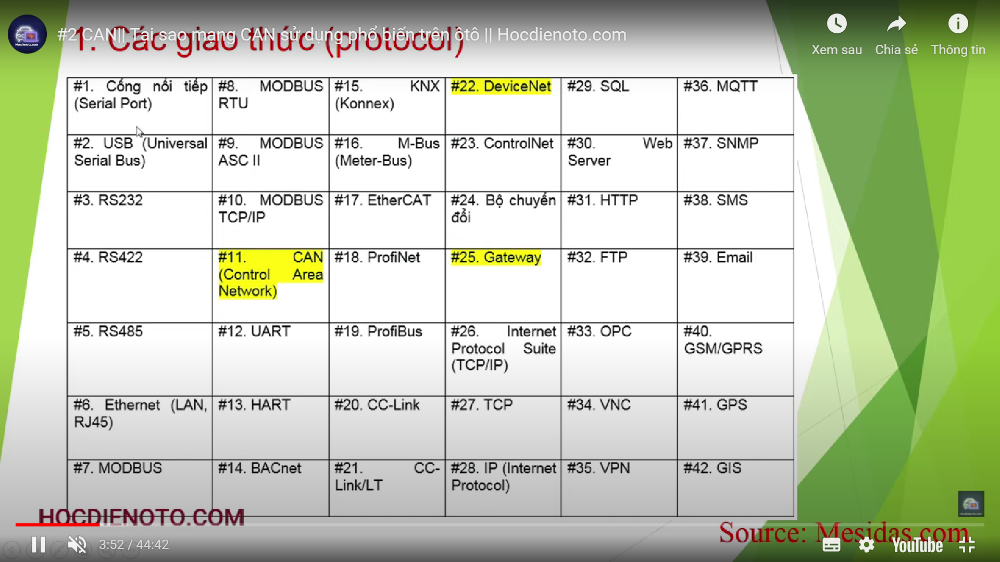 #2 CAN|| Tại sao mạng CAN sử dụng phổ biến trên ôtô || Hocdienoto.com
1. Các giao thức (protocol)
Xem sau
Chia sẻ
Thông tin
#1. Cổng nối tiếp
(Serial Port)
#8. MODBUS
RTU
#15. KNX
(Konnex)
#22. DeviceNet
#29. SQL
#36. MQTT
#2. USB (Universal
Serial Bus)
#9. MODBUS
ASC II
#16. M-Bus
(Meter-Bus)
#23. ControlNet
#30. Web
Server
#37. SNMP
#3. RS232
#10. MODBUS
TCP/IP
#17. EtherCAT
#24. Bộ chuyển
đổi
#31. HTTP
#38. SMS
#4. RS422
#11. CAN
(Control Area
Network)
#18. ProfiNet
#25. Gateway
#32. FTP
#39. Email
#5. RS485
#12. UART
#19. ProfiBus
#26. Internet
Protocol Suite
(TCP/IP)
#33. OPC
#40.
GSM/GPRS
#6. Ethernet (LAN,
RJ45)
#13. HART
#20. CC-Link
#27. TCP
#34. VNC
#41. GPS
#7. MODBUS
#14. BACnet
#21. CC-
Link/LT
#28. IP (Internet
Protocol)
#35. VPN
#42. GIS
HOCDIENOTO.COM
Source: Mesidas.com
3:52 / 44:42
YouTube
Hocdienoto.com
Hocdienoto.com